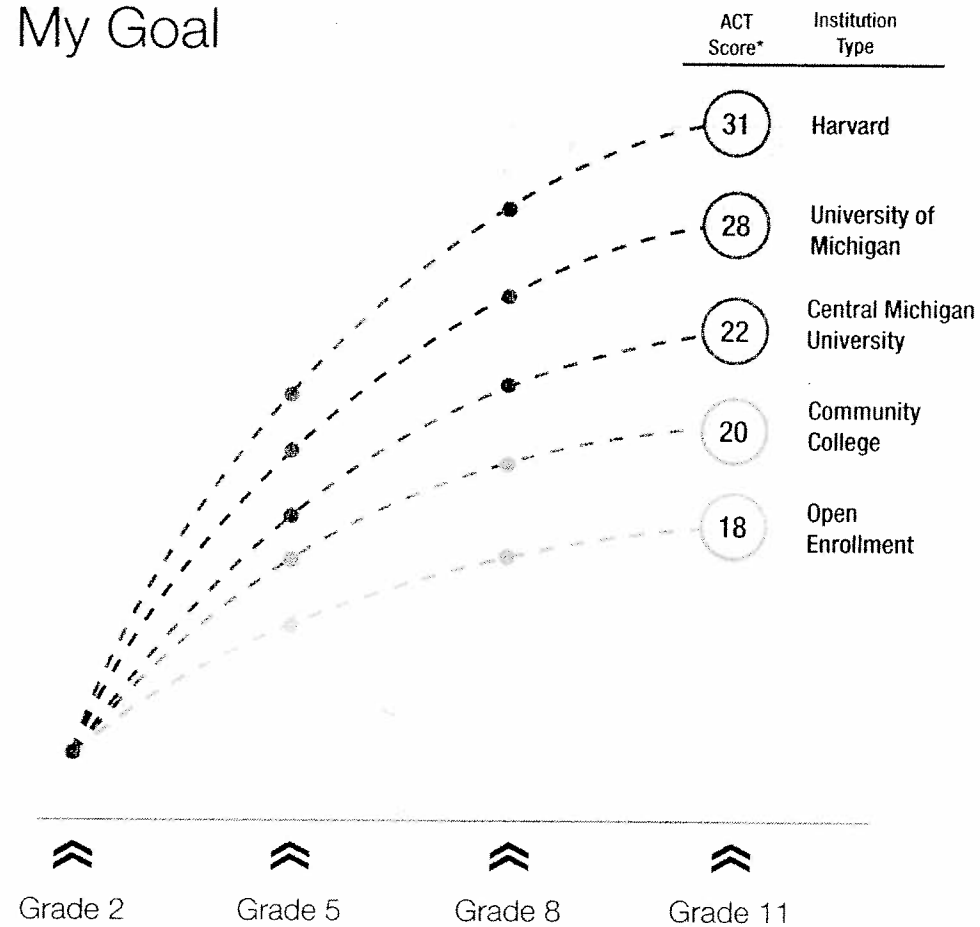 My Goal
ACT
Score*
Institution
Type
31
Harvard
28
University of
Michigan
22
Central Michigan
University
20
Community
College
18
Open
Enrollment
Grade 2
Grade 5
Grade 8
Grade 11